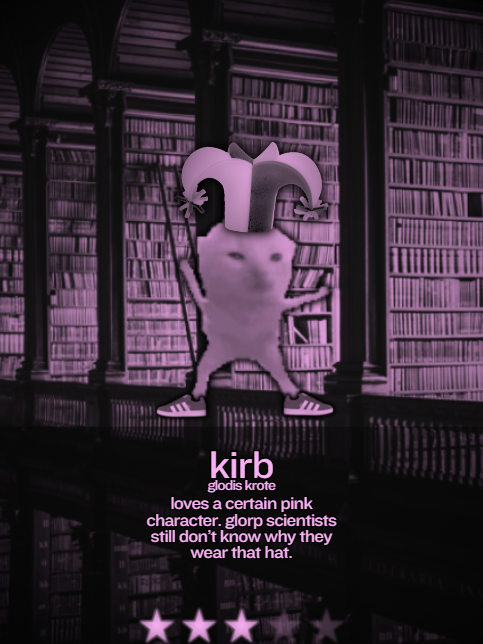 kirb
glodis krote
loves a certain pink
character. glorp scientists
still don't know why they
wear that hat.